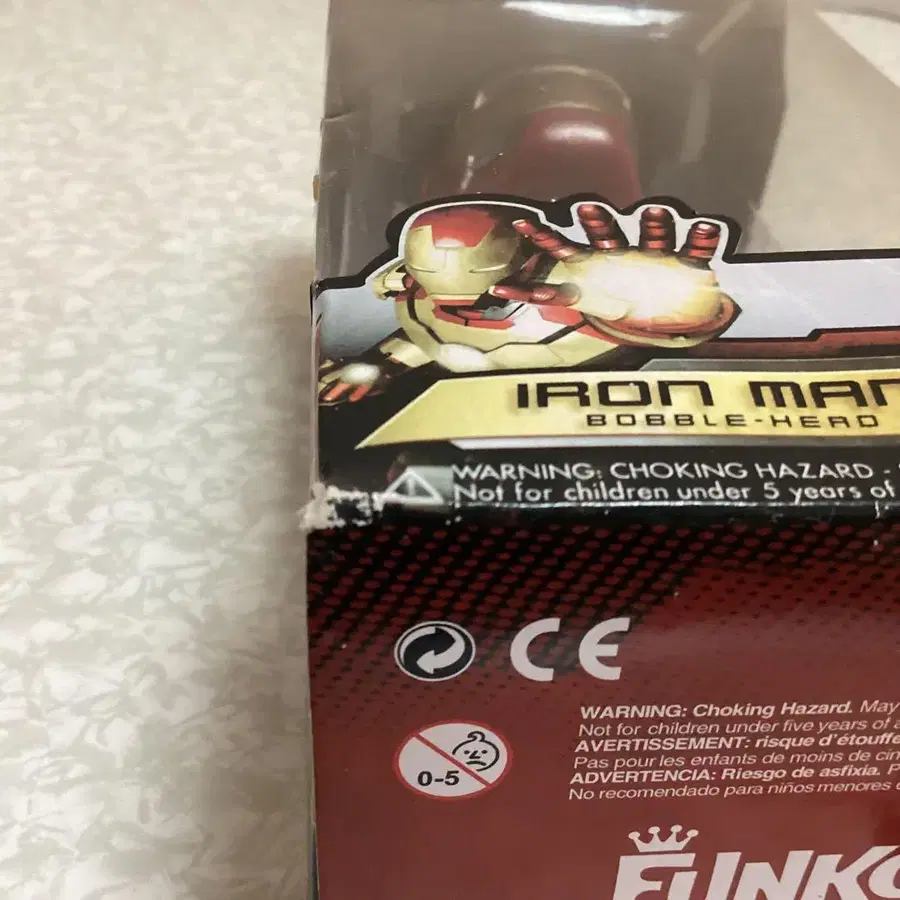 IRON MAN
BOBBLE-HEAD
WARNING: CHOKING HAZARD -
Not for children under 5 years of
CE
WARNING: Choking Hazard. May
Not for children under five years of
AVERTISSEMENT: risque d'étouffe
Pas pour les enfants de moins de cin
ADVERTENCIA: Riesgo de asfixia. P
No recomendado para niños menores
0-5
FUNKO